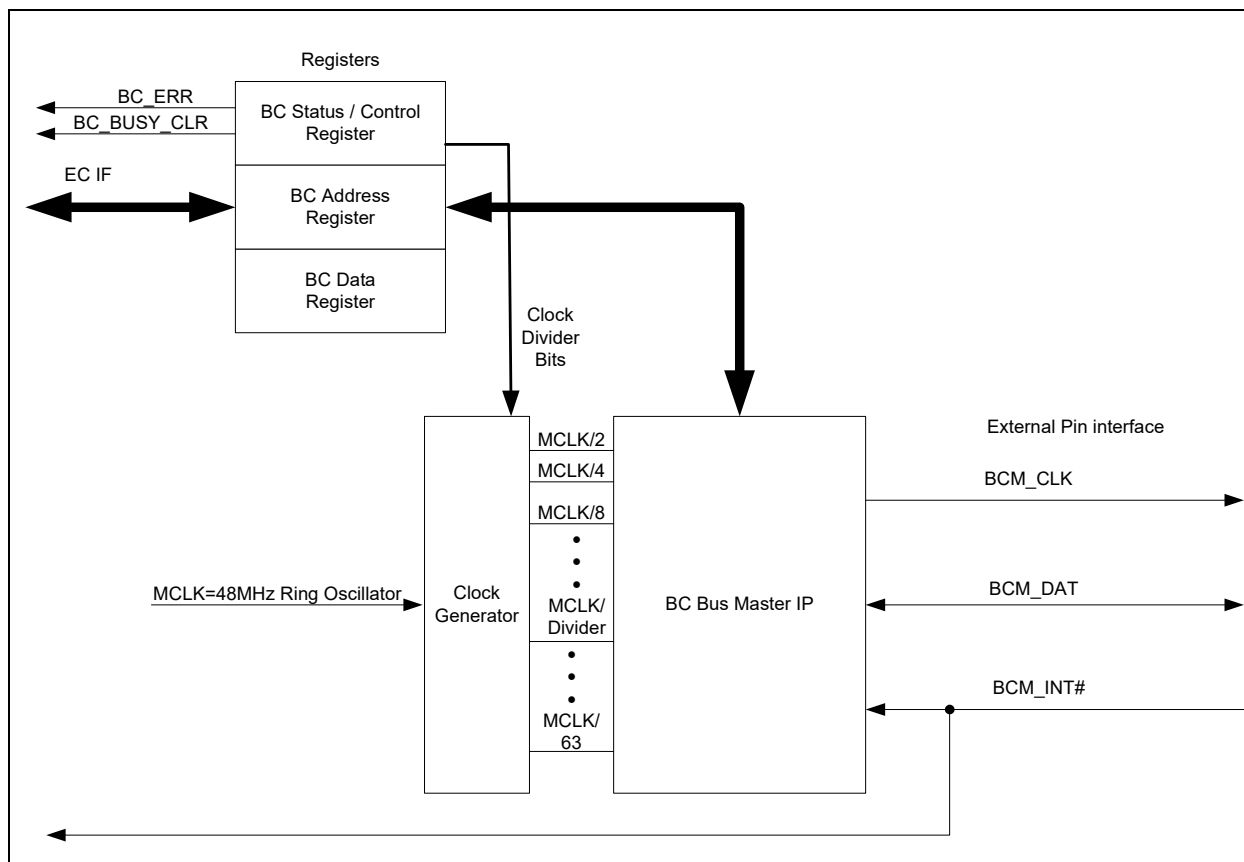 Registers
BC_ERR
BC_BUSY_CLR
BC Status / Control
Register
EC IF
BC Address
Register
BC Data
Register
Clock
Divider
Bits
MCLK/2
MCLK/4
MCLK/8
MCLK/
Divider
MCLK/
63
MCLK=48MHz Ring Oscillator
Clock
Generator
BC Bus Master IP
External Pin interface
BCM_CLK
BCM_DAT
BCM_INT#